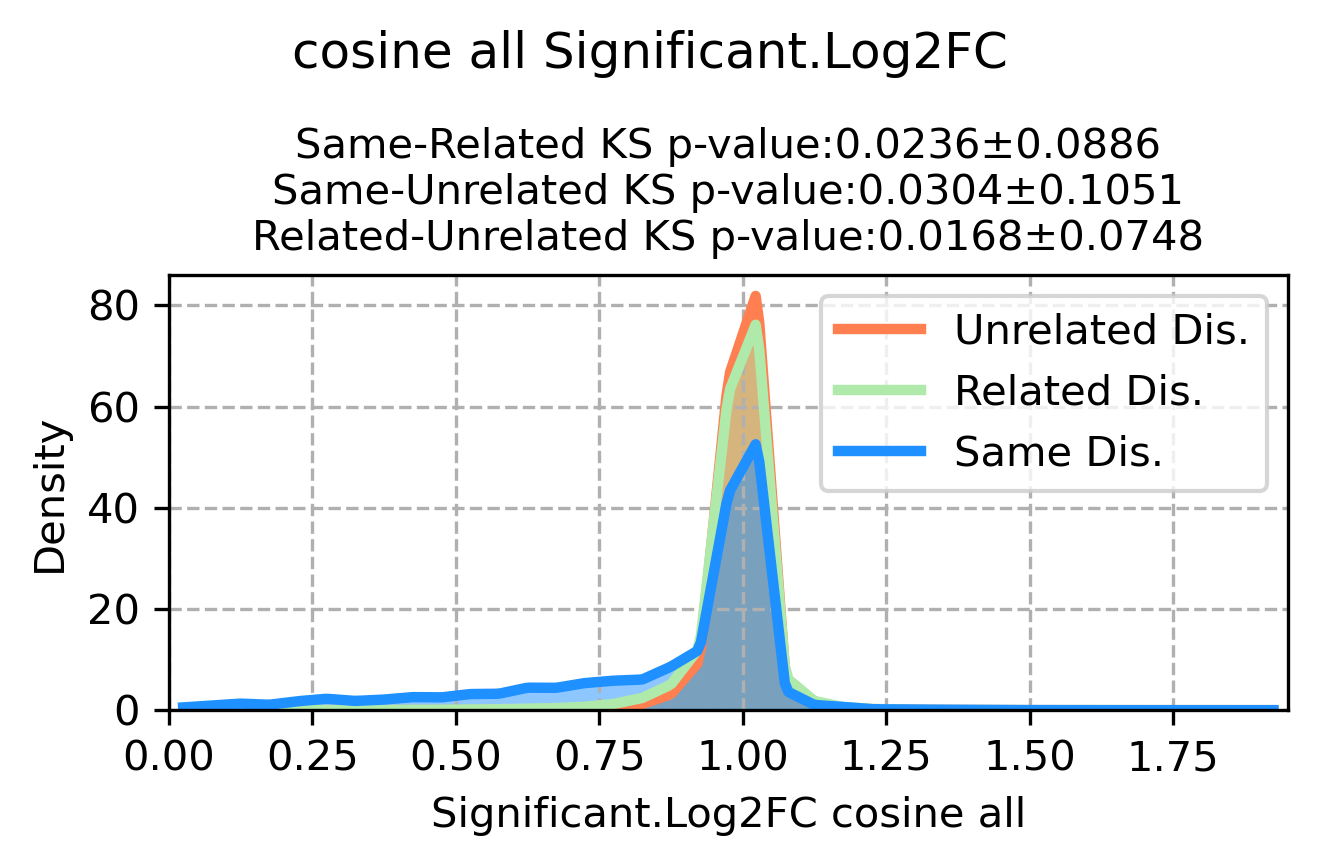 cosine all Significant.Log2FC
Same-Related KS p-value:0.0236±0.0886
Same-Unrelated KS p-value:0.0304±0.1051
Related-Unrelated KS p-value:0.0168±0.0748
80
60
40
20
0
Density
Unrelated Dis.
Related Dis.
Same Dis.
0.00 0.25 0.50 0.75 1.00 1.25 1.50 1.75
Significant.Log2FC cosine all